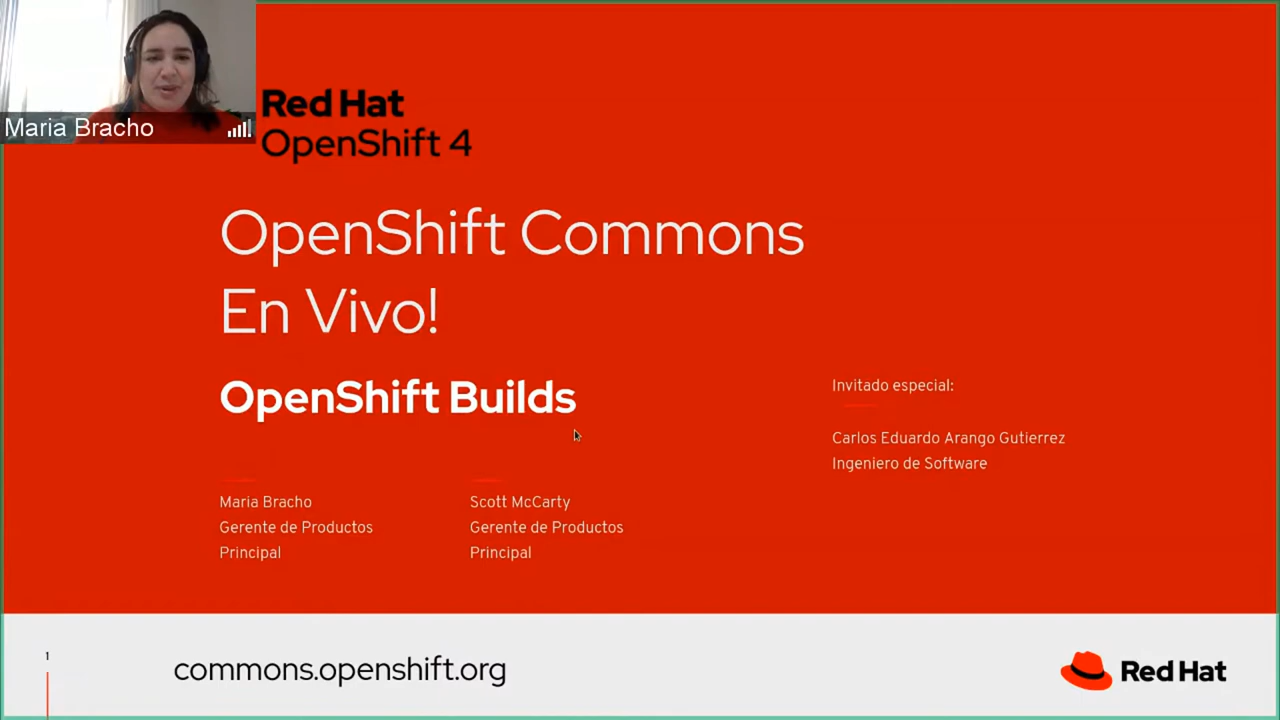 Maria Bracho
Red Hat
OpenShift 4
OpenShift Commons
En Vivo!
OpenShift Builds
Invitado especial:
Carlos Eduardo Arango Gutierrez
Ingeniero de Software
Maria Bracho
Gerente de Productos
Principal
Scott McCarty
Gerente de Productos
Principal
1
commons.openshift.org
Red Hat